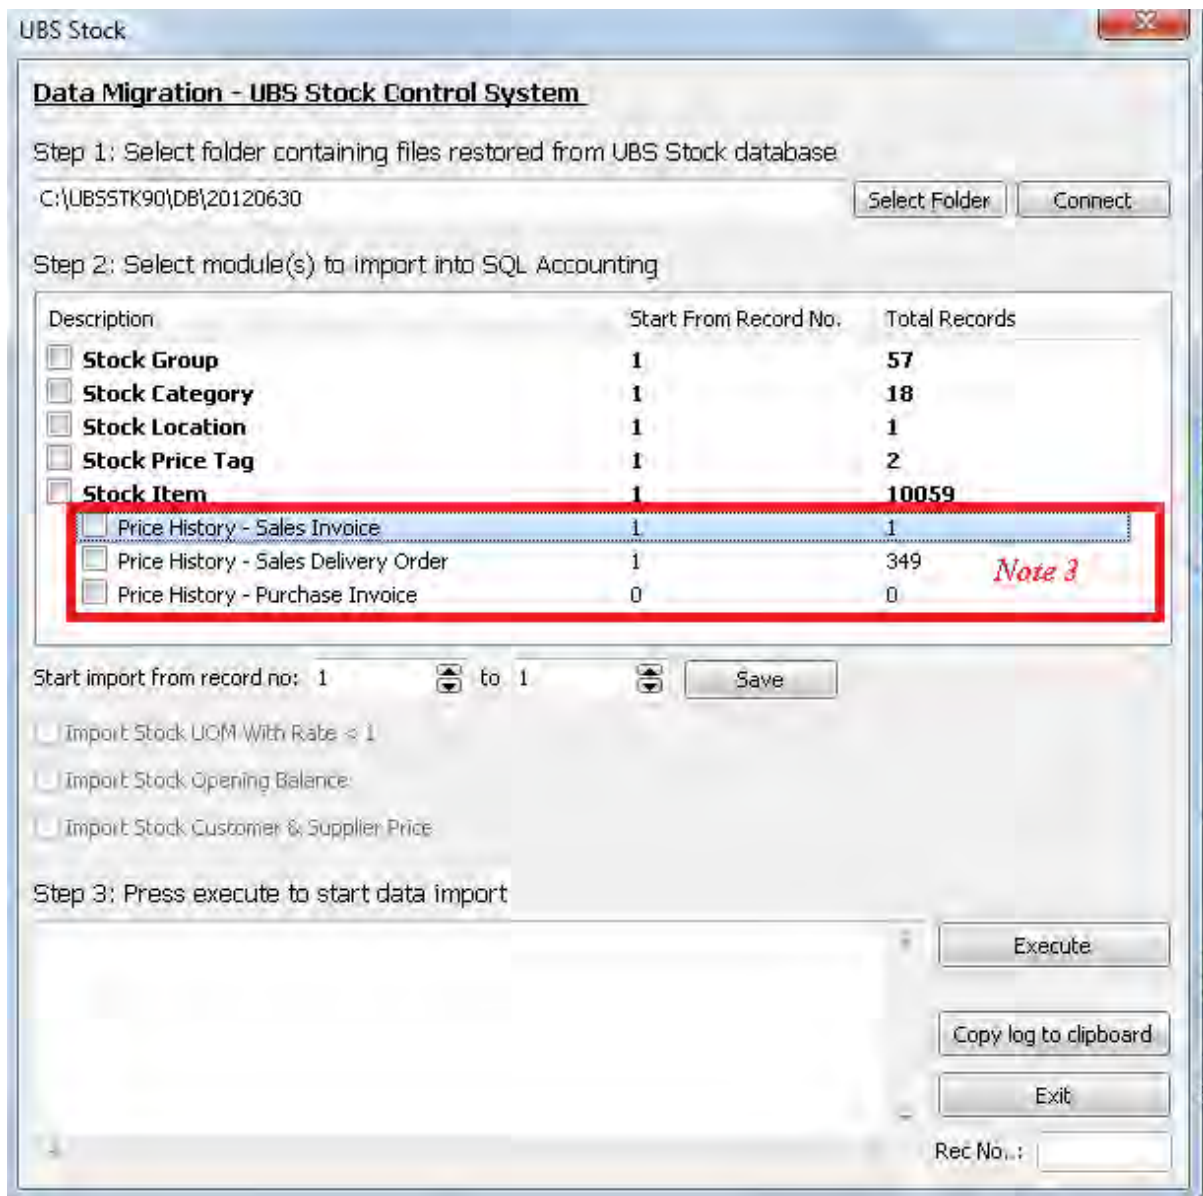 UBS Stock
Data Migration - UBS Stock Control System
Step 1: Select folder containing files restored from UBS Stock database
C:\UBSSTK90\DB\20120630 Select Folder Connect
Step 2: Select module(s) to import into SQL Accounting
Description Start From Record No. Total Records
Stock Group 1 57
Stock Category 1 18
Stock Location 1 1
Stock Price Tag 1 2
Stock Item 1 10059
Price History - Sales Invoice 1 1
Price History - Sales Delivery Order 1 349 Note 3
Price History - Purchase Invoice 0 0
Start import from record no: 1 to 1 Save
Import Stock UOM With Rate < 1
Import Stock Opening Balance
Import Stock Customer & Supplier Price
Step 3: Press execute to start data import
Execute
Copy log to clipboard
Exit
Rec No..: